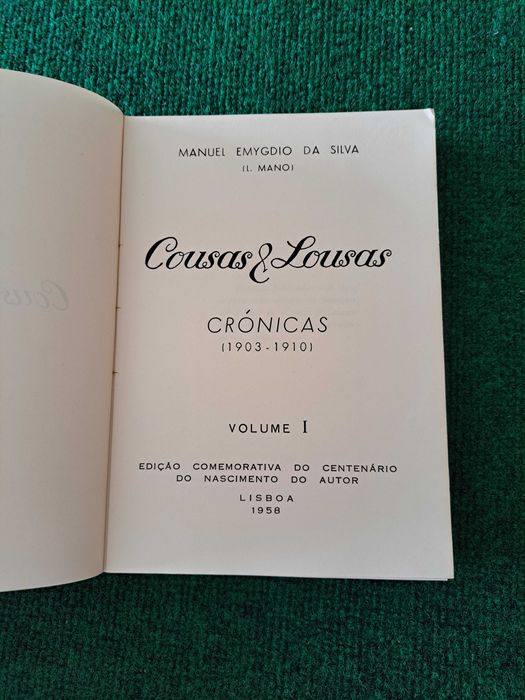 MANUEL EMYGDIO DA SILVA
(L. MANO)
Cousas & Lousas
CRÓNICAS
(1903-1910)
VOLUME I
EDIÇÃO COMEMORATIVA DO CENTENÁRIO
DO NASCIMENTO DO AUTOR
LISBOA
1958